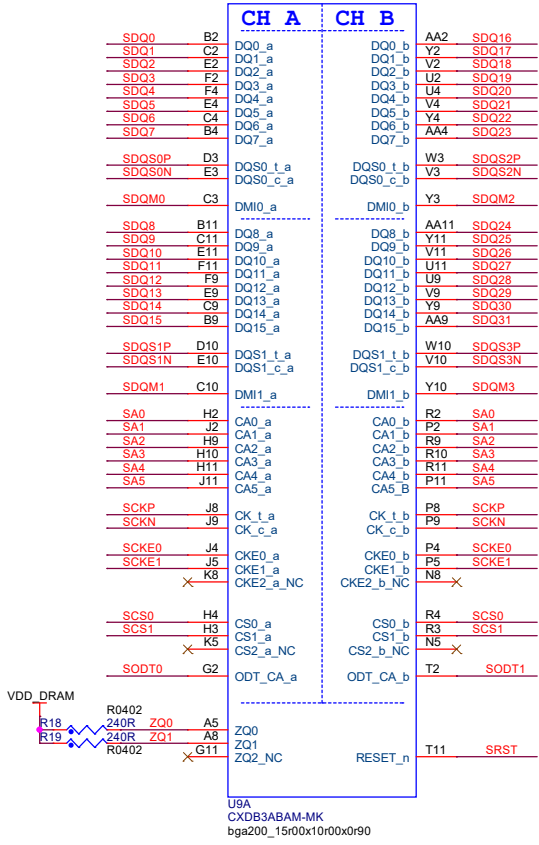 CH A CH B
SDQ0 B2 DQ0_a DQ0_b AA2 SDQ16
SDQ1 C2 DQ1_a DQ1_b Y2 SDQ17
SDQ2 E2 DQ2_a DQ2_b V2 SDQ18
SDQ3 F2 DQ3_a DQ3_b U2 SDQ19
SDQ4 F4 DQ4_a DQ4_b U4 SDQ20
SDQ5 E4 DQ5_a DQ5_b V4 SDQ21
SDQ6 C4 DQ6_a DQ6_b Y4 SDQ22
SDQ7 B4 DQ7_a DQ7_b AA4 SDQ23
SDQS0P D3 DQS0_t_a DQS0_t_b W3 SDQS2P
SDQS0N E3 DQS0_c_a DQS0_c_b V3 SDQS2N
SDQM0 C3 DMI0_a DMI0_b Y3 SDQM2
SDQ8 B11 DQ8_a DQ8_b AA11 SDQ24
SDQ9 C11 DQ9_a DQ9_b Y11 SDQ25
SDQ10 E11 DQ10_a DQ10_b V11 SDQ26
SDQ11 F11 DQ11_a DQ11_b U11 SDQ27
SDQ12 F9 DQ12_a DQ12_b U9 SDQ28
SDQ13 E9 DQ13_a DQ13_b V9 SDQ29
SDQ14 C9 DQ14_a DQ14_b Y9 SDQ30
SDQ15 B9 DQ15_a DQ15_b AA9 SDQ31
SDQS1P D10 DQS1_t_a DQS1_t_b W10 SDQS3P
SDQS1N E10 DQS1_c_a DQS1_c_b V10 SDQS3N
SDQM1 C10 DMI1_a DMI1_b Y10 SDQM3
SA0 H2 CA0_a CA0_b R2 SA0
SA1 J2 CA1_a CA1_b P2 SA1
SA2 H9 CA2_a CA2_b R9 SA2
SA3 H10 CA3_a CA3_b R10 SA3
SA4 H11 CA4_a CA4_b R11 SA4
SA5 J11 CA5_a CA5_B P11 SA5
SCKP J8 CK_t_a CK_t_b P8 SCKP
SCKN J9 CK_c_a CK_c_b P9 SCKN
SCKE0 J4 CKE0_a CKE0_b P4 SCKE0
SCKE1 J5 CKE1_a CKE1_b P5 SCKE1
K8 CKE2_a_NC CKE2_b_NC N8
SCS0 H4 CS0_a CS0_b R4 SCS0
SCS1 H3 CS1_a CS1_b R3 SCS1
K5 CS2_a_NC CS2_b_NC N5
SODT0 G2 ODT_CA_a ODT_CA_b T2 SODT1
VDD_DRAM
R0402
R18 240R ZQ0 A5 ZQ0
R19 240R ZQ1 A8 ZQ1
R0402 G11 ZQ2_NC RESET_n T11 SRST
U9A
CXDB3ABAM-MK
bga200_15r00x10r00x0r90